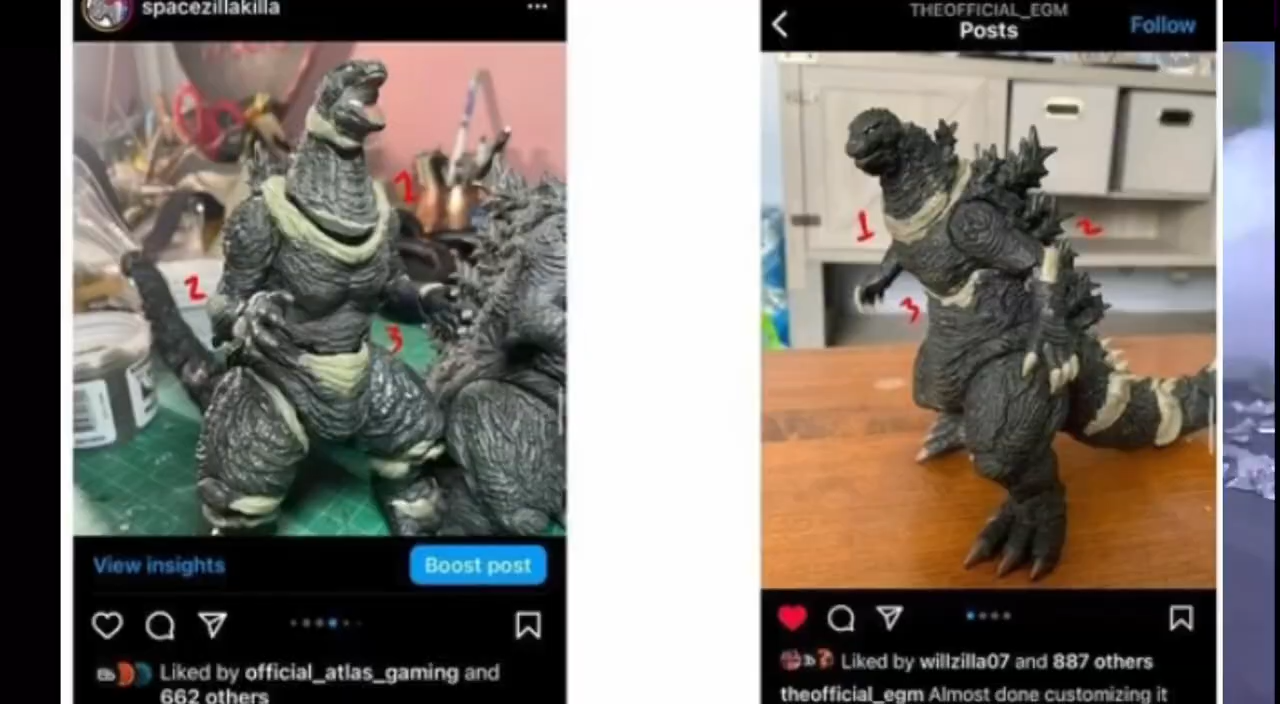 spacezillakilla
1
2
3
View insights
Boost post
Liked by official_atlas_gaming and
662 others
THEOFFICIAL_EGM
Posts
Follow
1
2
3
Liked by willzilla07 and 887 others
theofficial_egm Almost done customizing it